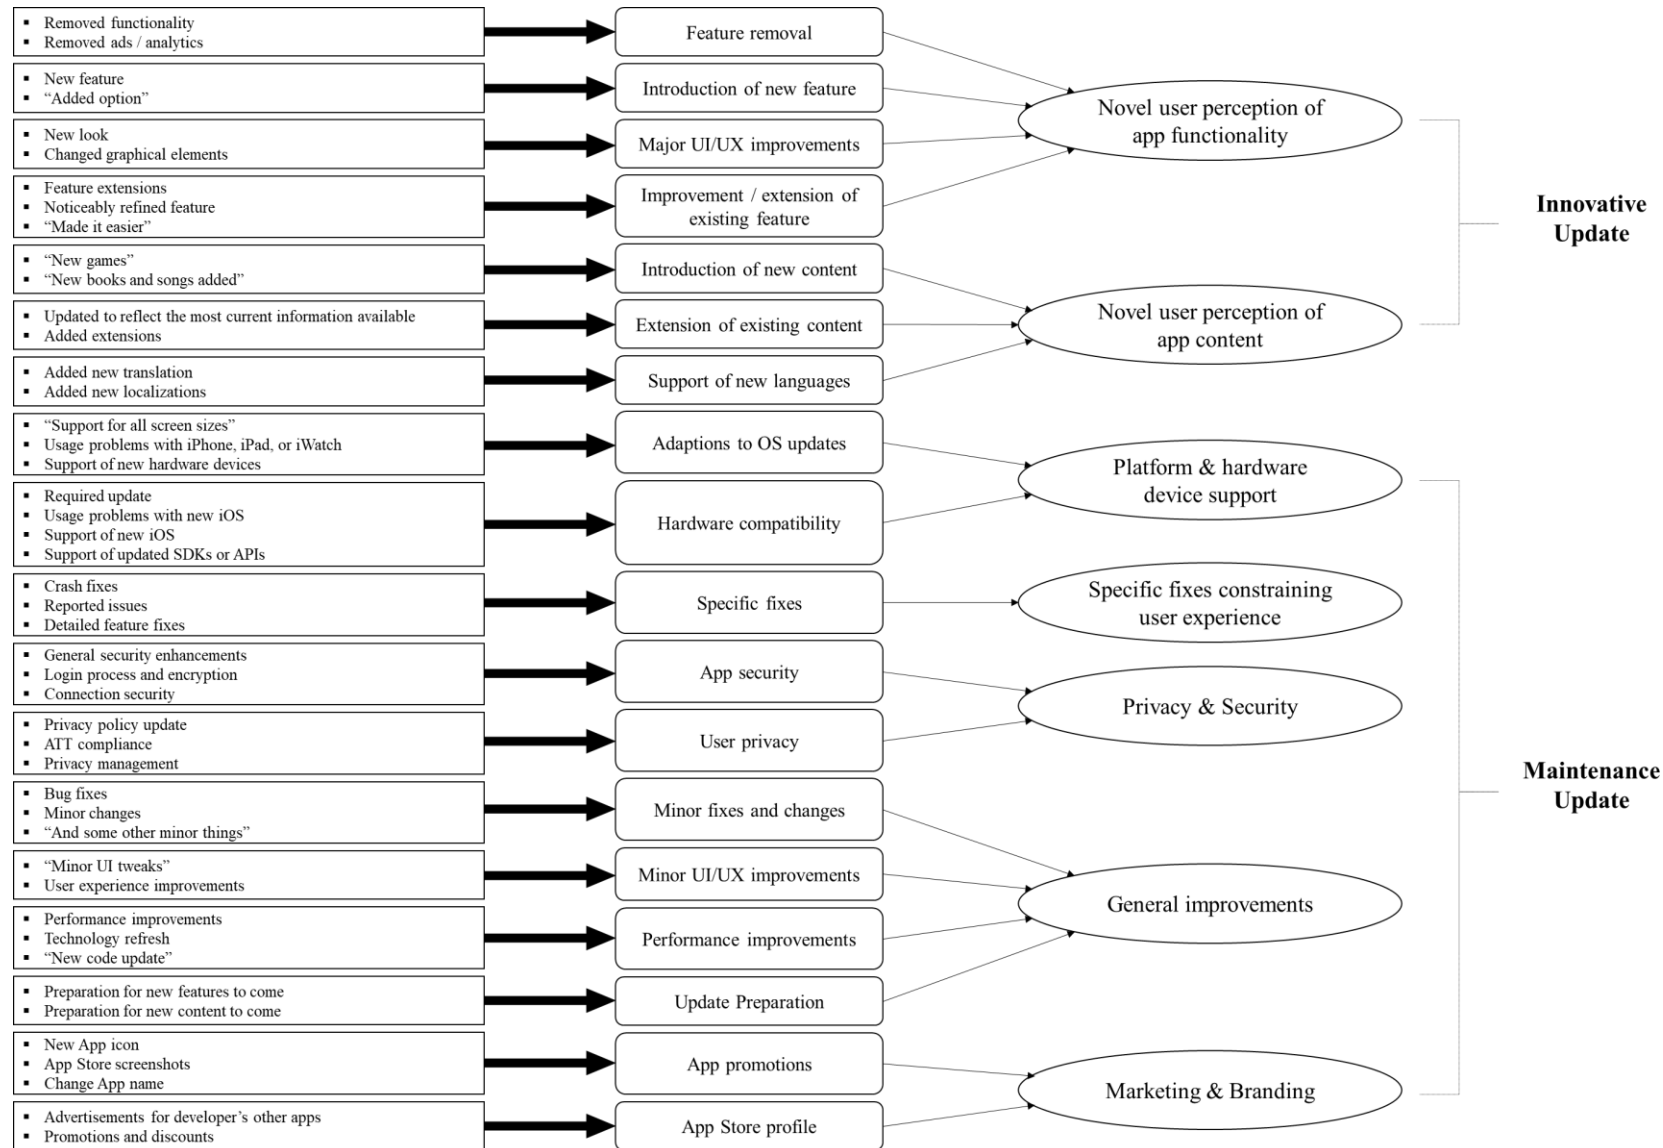 ▪ Removed functionality
▪ Removed ads / analytics
Feature removal
▪ New feature
▪ “Added option”
Introduction of new feature
▪ New look
▪ Changed graphical elements
Major UI/UX improvements
▪ Feature extensions
▪ Noticeably refined feature
▪ “Made it easier”
Improvement / extension of
existing feature
Novel user perception of
app functionality
▪ “New games”
▪ “New books and songs added”
Introduction of new content
▪ Updated to reflect the most current information available
▪ Added extensions
Extension of existing content
▪ Added new translation
▪ Added new localizations
Support of new languages
Novel user perception of
app content
Innovative
Update
▪ “Support for all screen sizes”
▪ Usage problems with iPhone, iPad, or iWatch
▪ Support of new hardware devices
Adaptions to OS updates
▪ Required update
▪ Usage problems with new iOS
▪ Support of new iOS
▪ Support of updated SDKs or APIs
Hardware compatibility
Platform & hardware
device support
▪ Crash fixes
▪ Reported issues
▪ Detailed feature fixes
Specific fixes
Specific fixes constraining
user experience
▪ General security enhancements
▪ Login process and encryption
▪ Connection security
App security
▪ Privacy policy update
▪ ATT compliance
▪ Privacy management
User privacy
Privacy & Security
▪ Bug fixes
▪ Minor changes
▪ “And some other minor things”
Minor fixes and changes
▪ “Minor UI tweaks”
▪ User experience improvements
Minor UI/UX improvements
▪ Performance improvements
▪ Technology refresh
▪ “New code update”
Performance improvements
▪ Preparation for new features to come
▪ Preparation for new content to come
Update Preparation
General improvements
▪ New App icon
▪ App Store screenshots
▪ Change App name
App promotions
▪ Advertisements for developer’s other apps
▪ Promotions and discounts
App Store profile
Marketing & Branding
Maintenance
Update